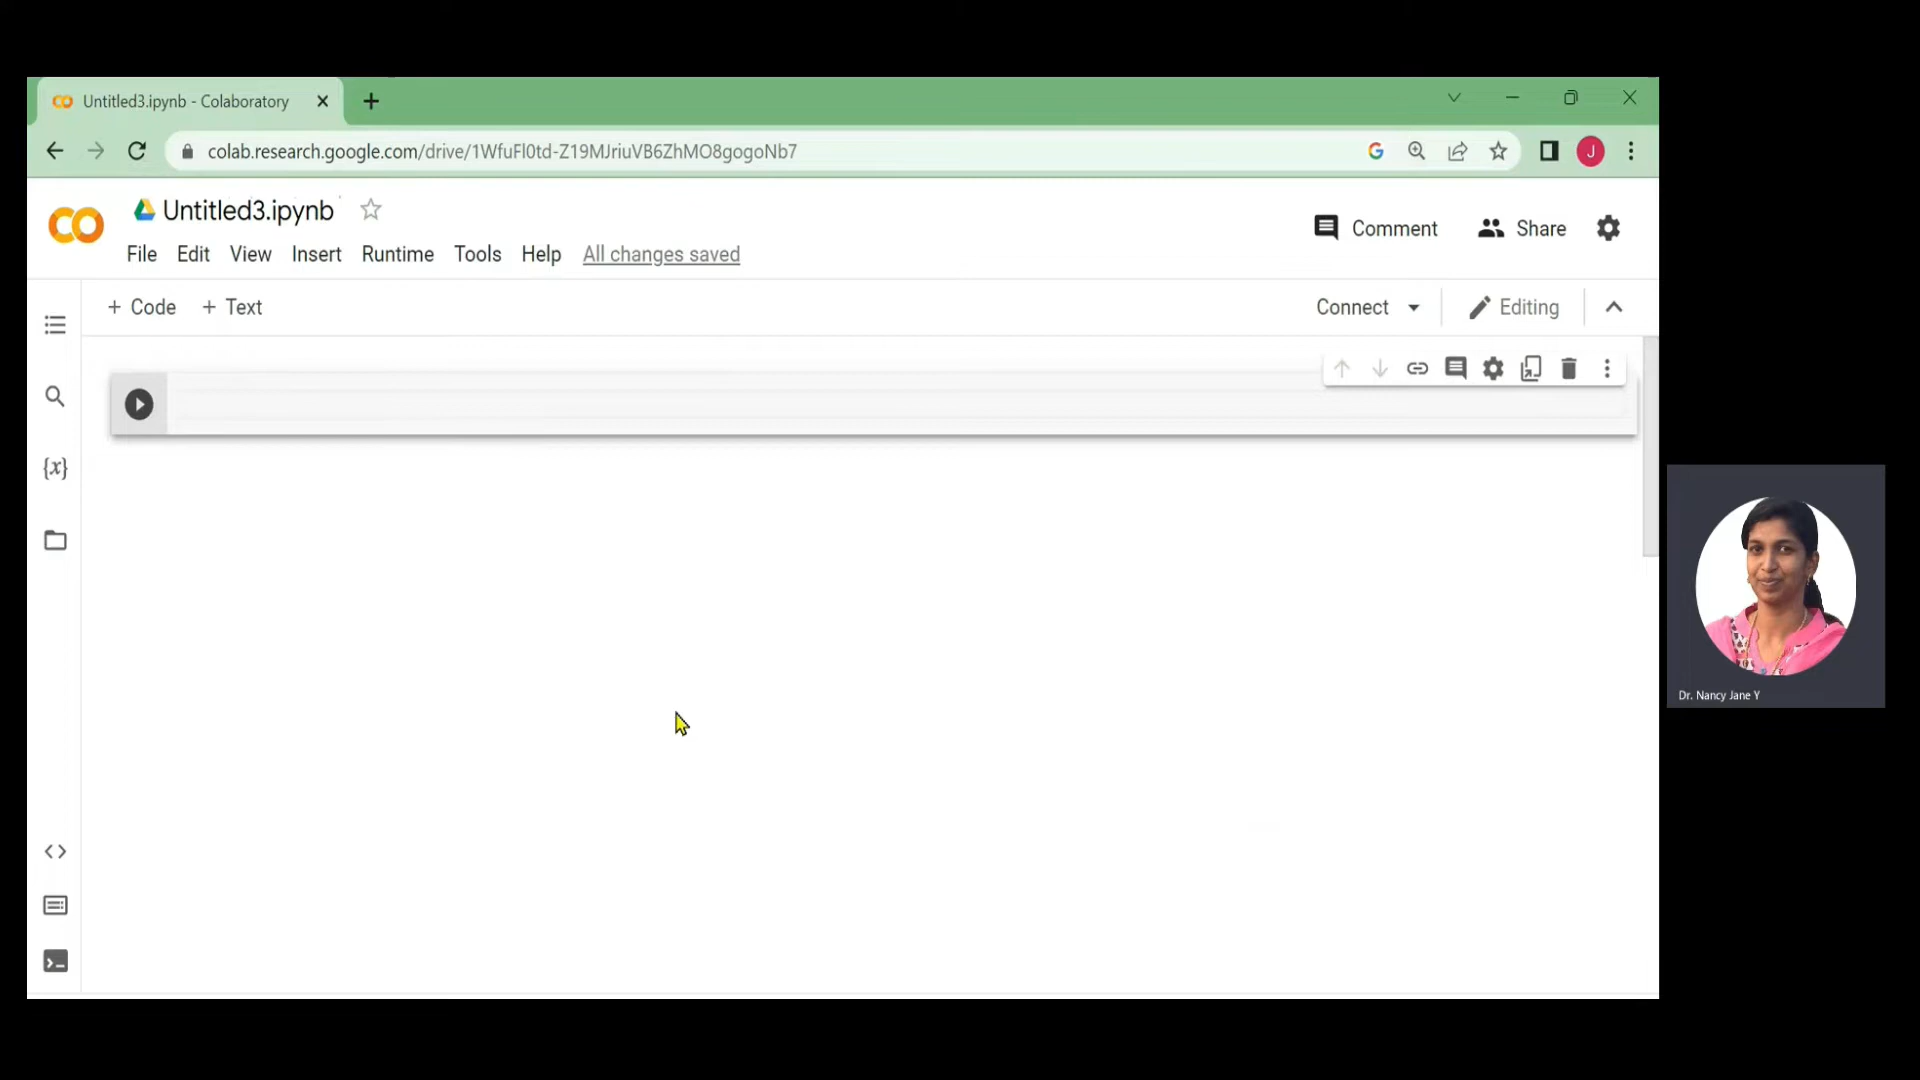 Untitled3.ipynb - Colaboratory
colab.research.google.com/drive/1WfuFl0td-Z19MJriuVB6ZhMO8gogoNb7
J
Untitled3.ipynb
File Edit View Insert Runtime Tools Help All changes saved
Comment Share
+ Code + Text
Connect Editing
{x}
Dr. Nancy Jane Y